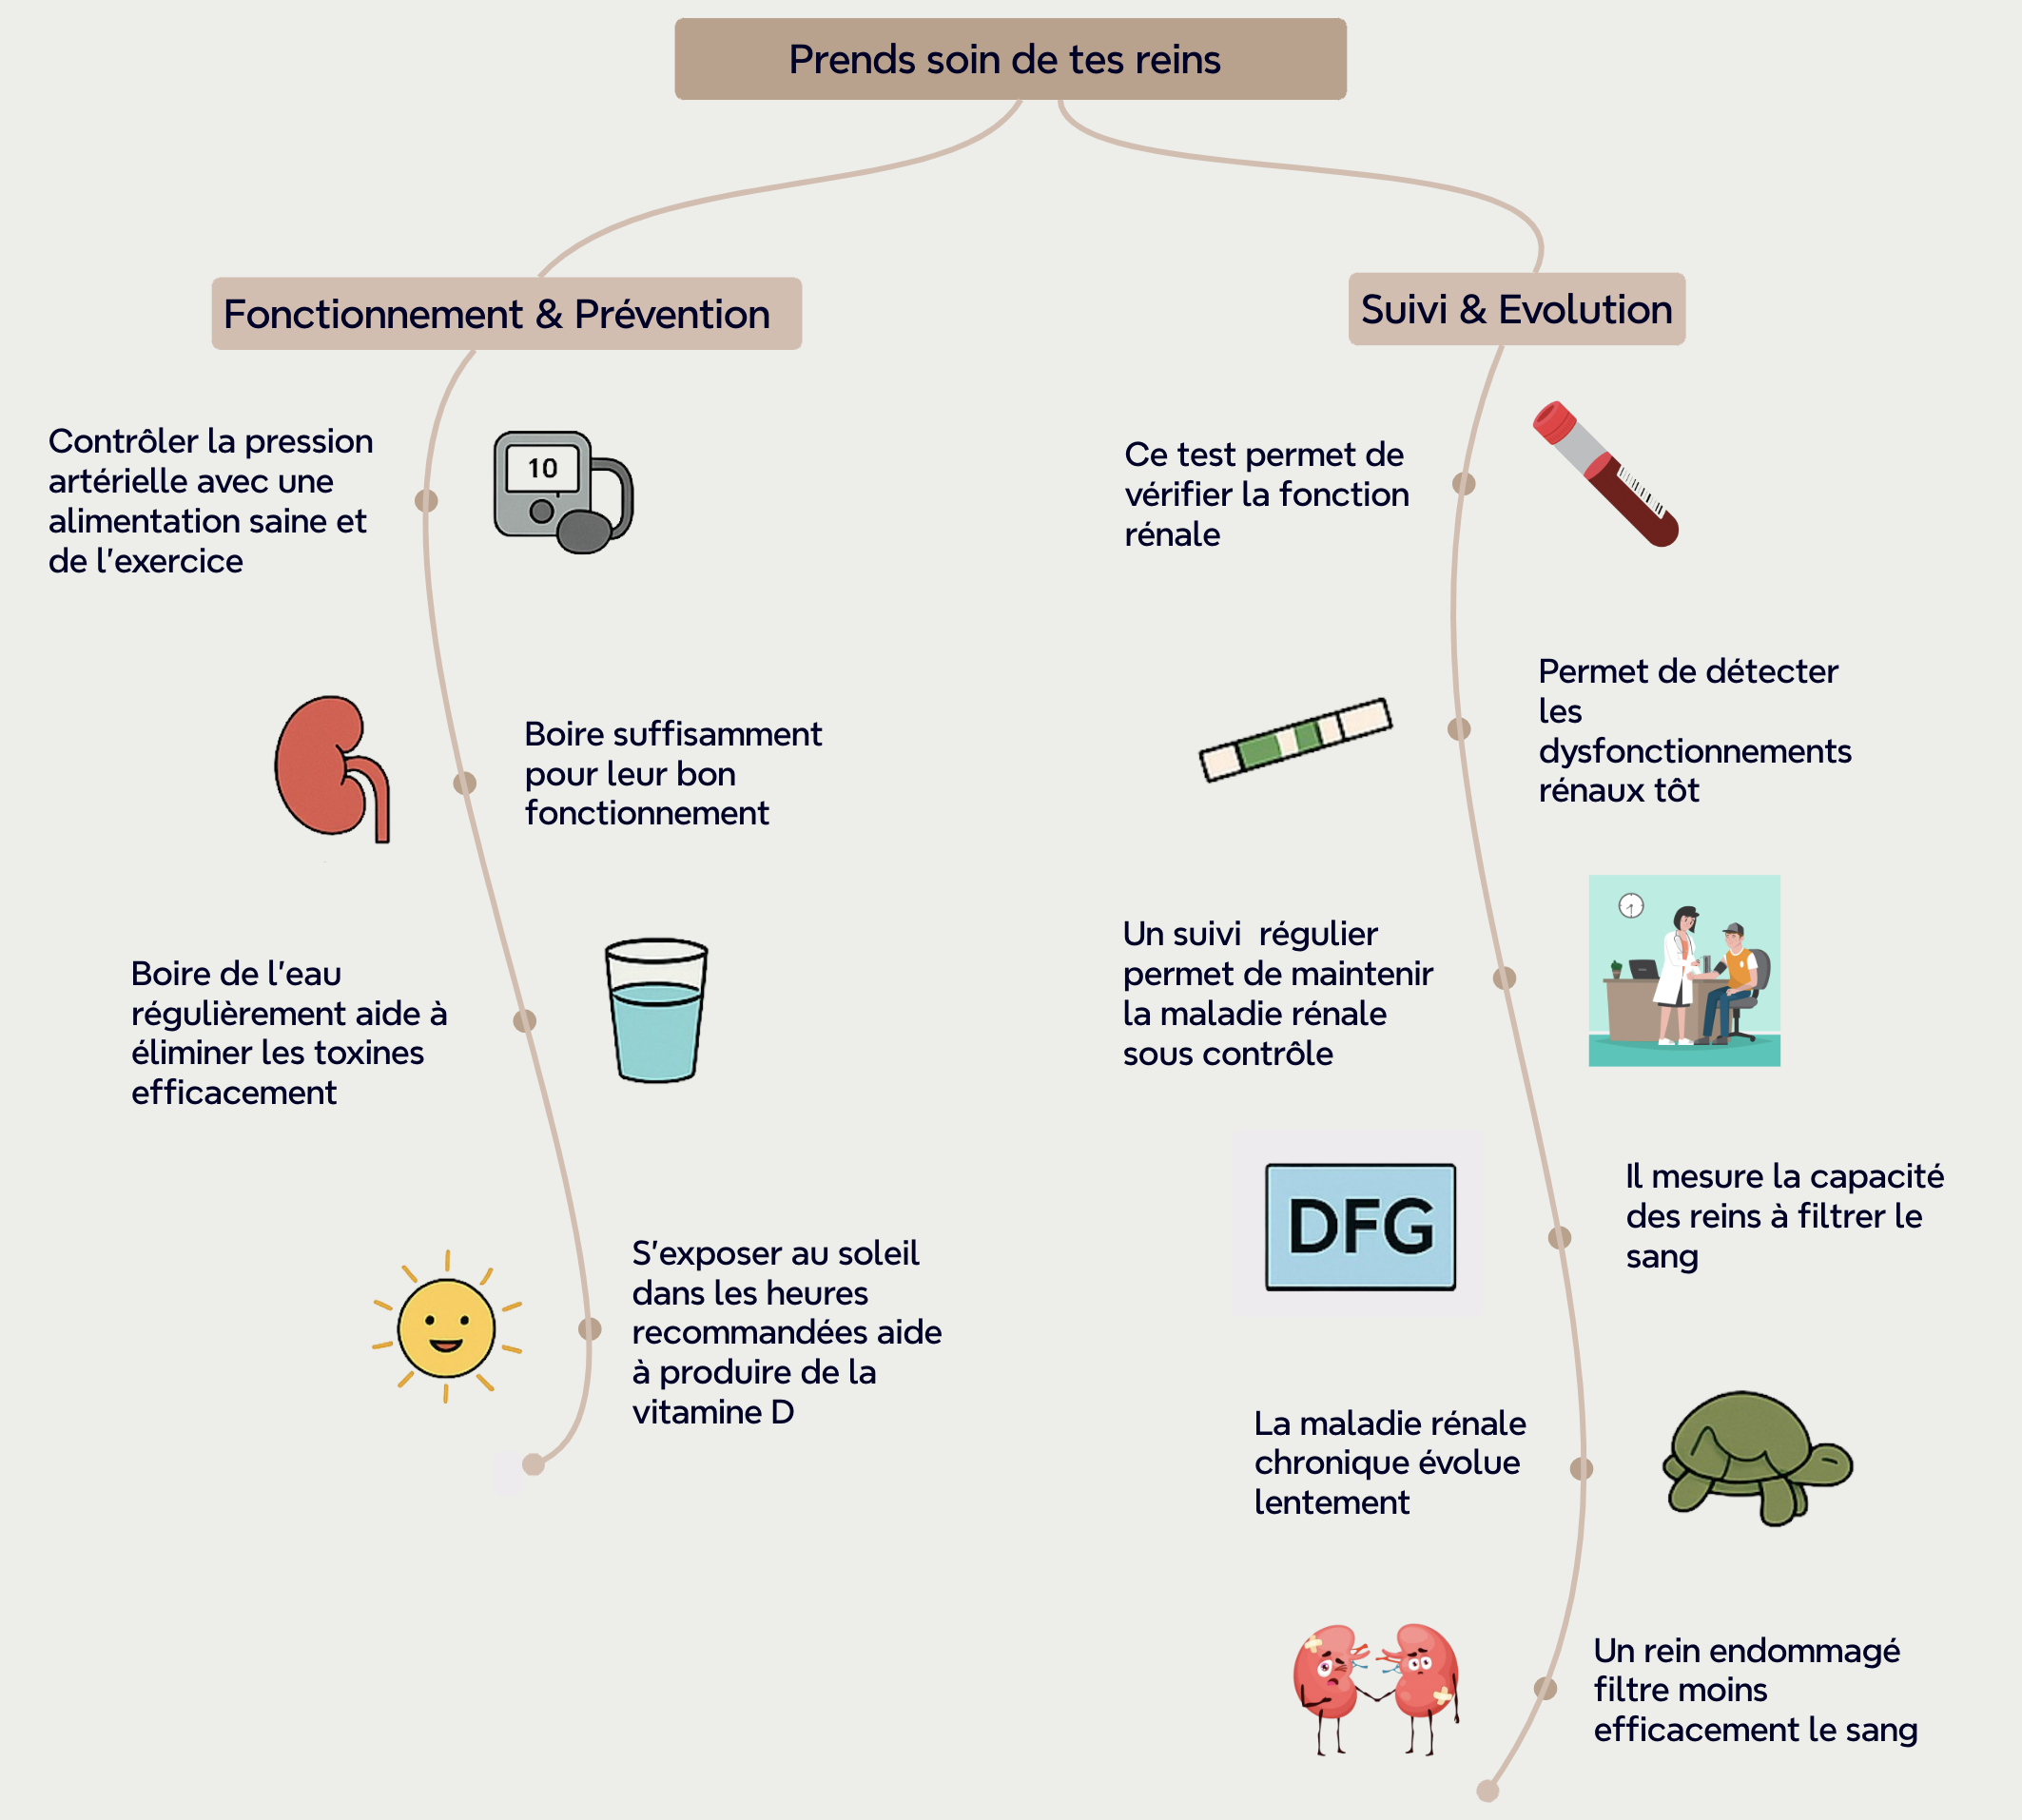 Prends soin de tes reins
Fonctionnement & Prévention
Contrôler la pression
artérielle avec une
alimentation saine et
de l'exercice
10
Boire suffisamment
pour leur bon
fonctionnement
Boire de l'eau
régulièrement aide à
éliminer les toxines
efficacement
S'exposer au soleil
dans les heures
recommandées aide
à produire de la
vitamine D
Suivi & Evolution
Ce test permet de
vérifier la fonction
rénale
Permet de détecter
les
dysfonctionnements
rénaux tôt
Un suivi  régulier
permet de maintenir
la maladie rénale
sous contrôle
DFG
Il mesure la capacité
des reins à filtrer le
sang
La maladie rénale
chronique évolue
lentement
Un rein endommagé
filtre moins
efficacement le sang